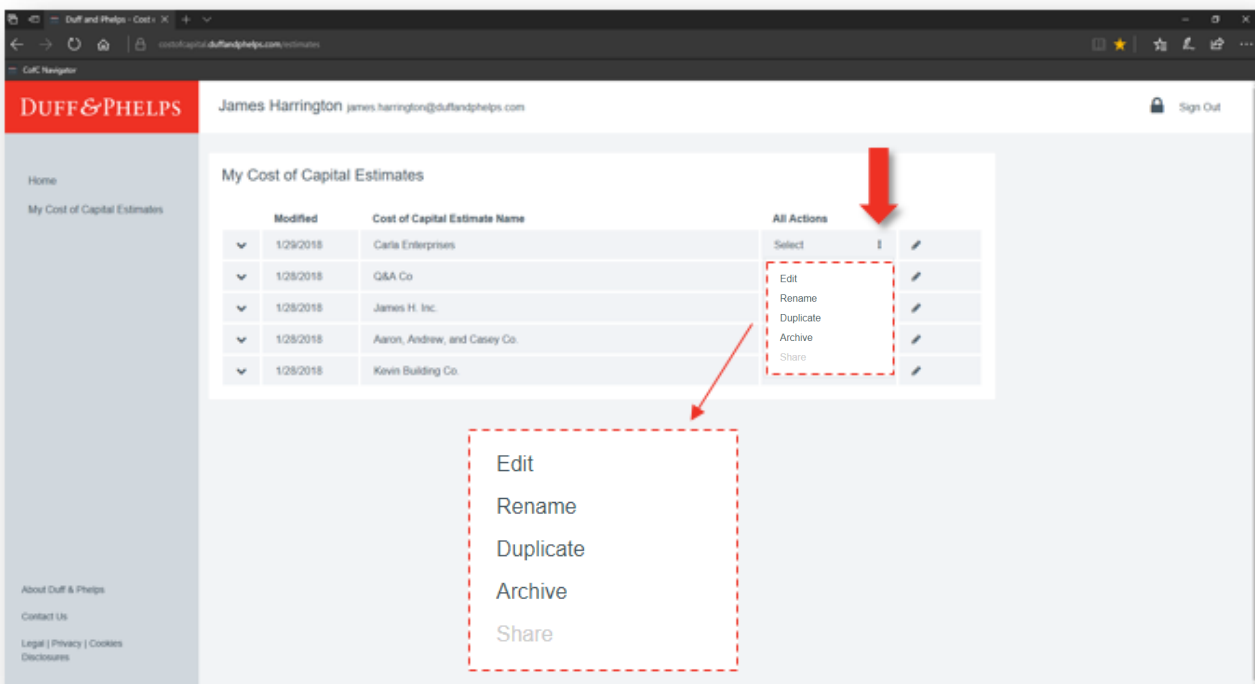 Duff and Phelps - Cost
costofcapital.duffandphelps.com/estimates
CofC Navigator
DUFF&PHELPS
James Harrington james.harrington@duffandphelps.com
Sign Out
Home
My Cost of Capital Estimates
My Cost of Capital Estimates
Modified Cost of Capital Estimate Name All Actions
1/29/2018 Carla Enterprises Select
1/28/2018 Q&A Co
1/28/2018 James H. Inc.
1/28/2018 Aaron, Andrew, and Casey Co.
1/28/2018 Kevin Building Co.
Edit
Rename
Duplicate
Archive
Share
Edit
Rename
Duplicate
Archive
Share
About Duff & Phelps
Contact Us
Legal | Privacy | Cookies
Disclosures